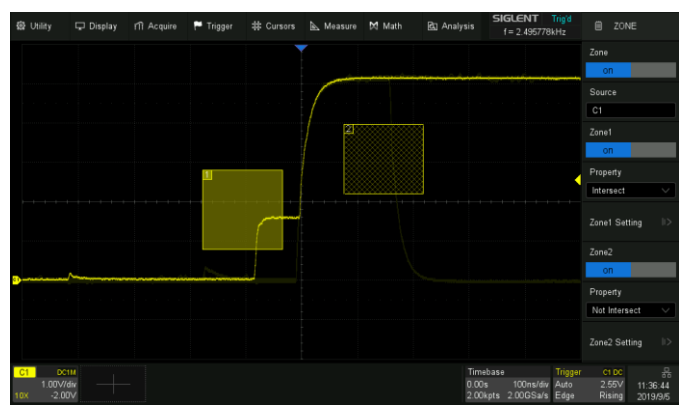 Utility Display Acquire Trigger Cursors Measure Math Analysis SIGLENT Trig'd ZONE
f = 2.495778kHz
Zone
on
Source
C1
Zone1
on
Property
Intersect
Zone1 Setting
Zone2
on
Property
Not Intersect
Zone2 Setting
1
2
C1 DC1M
1.00V/div
10X -2.00V
Timebase
0.00s 100ns/div
2.00kpts 2.00GSa/s
Trigger C1 DC
Auto 2.55V
Edge Rising
11:36:44
2019/9/5